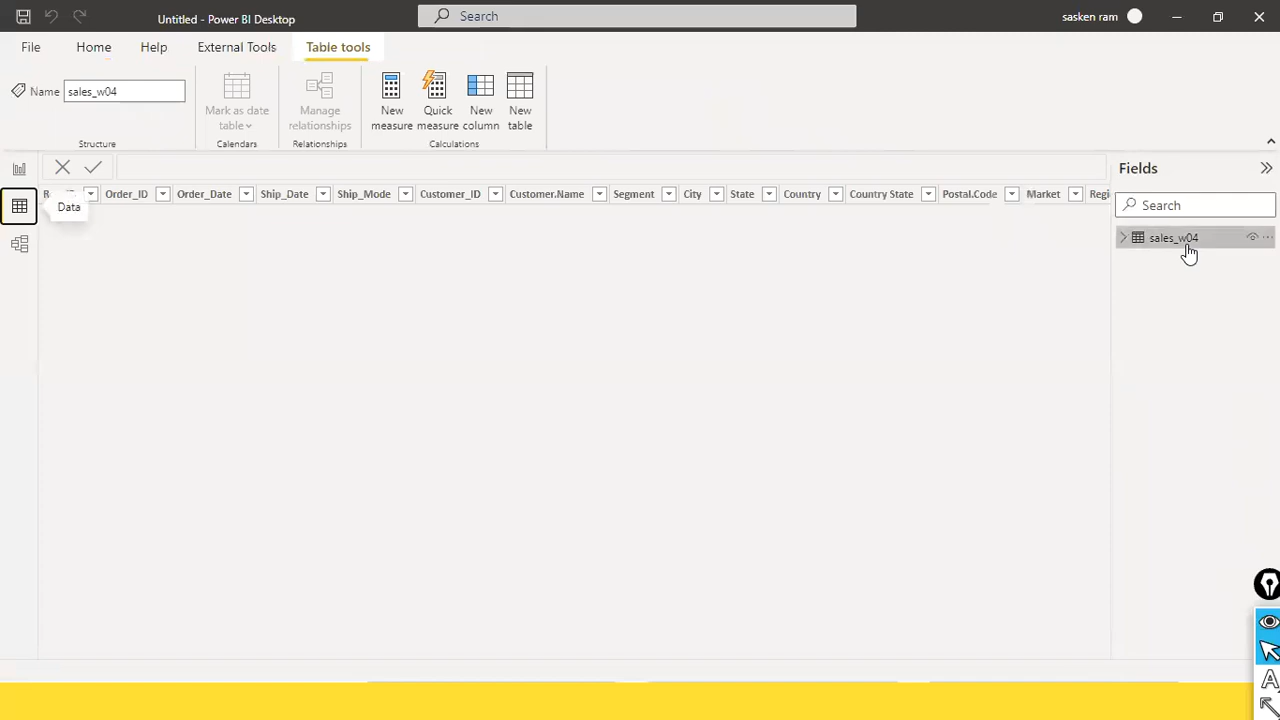 Untitled - Power BI Desktop
Search
sasken ram
File
Home
Help
External Tools
Table tools
Name
sales_w04
Mark as date
table
Manage
relationships
New
measure
Quick
measure
New
column
New
table
Structure
Calendars
Relationships
Calculations
Order_ID
Order_Date
Ship_Date
Ship_Mode
Customer_ID
Customer.Name
Segment
City
State
Country
Country State
Postal.Code
Market
Regi
Data
Fields
Search
sales_w04